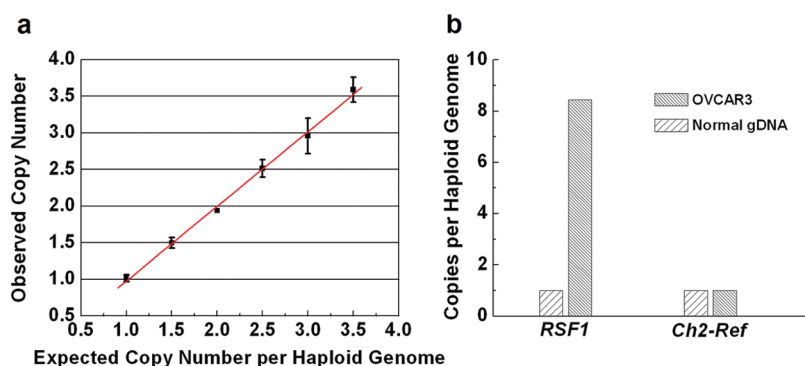 a
Observed Copy Number
4.0
3.5
3.0
2.5
2.0
1.5
1.0
0.5
0.5 1.0 1.5 2.0 2.5 3.0 3.5 4.0
Expected Copy Number per Haploid Genome
b
Copies per Haploid Genome
10
8
6
4
2
0
OVCAR3
Normal gDNA
RSF1 Ch2-Ref